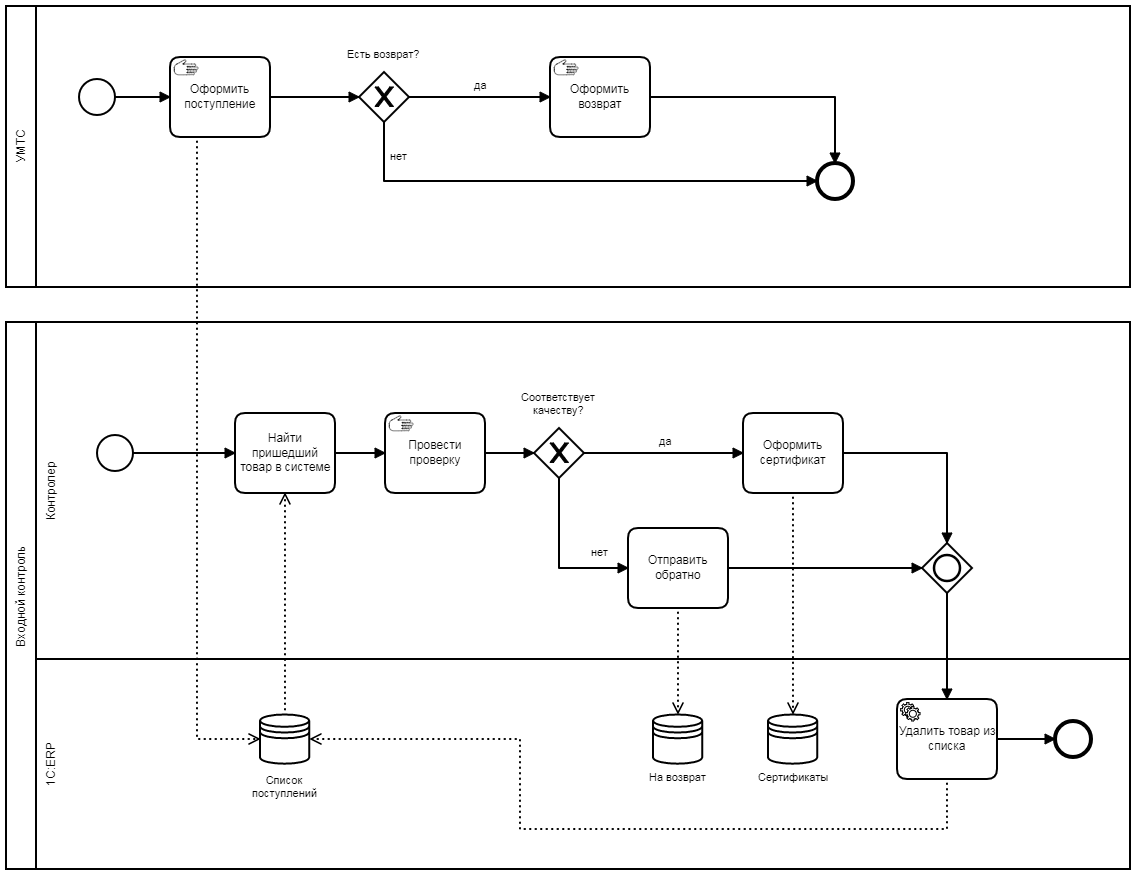 УМТС
Есть возврат?
Оформить
поступление
да
Оформить
возврат
нет
Входной контроль
Контролер
Соответствует
качеству?
Найти
пришедший
товар в системе
Провести
проверку
да
Оформить
сертификат
нет
Отправить
обратно
1С:ERP
Список
поступлений
На возврат
Сертификаты
Удалить товар из
списка